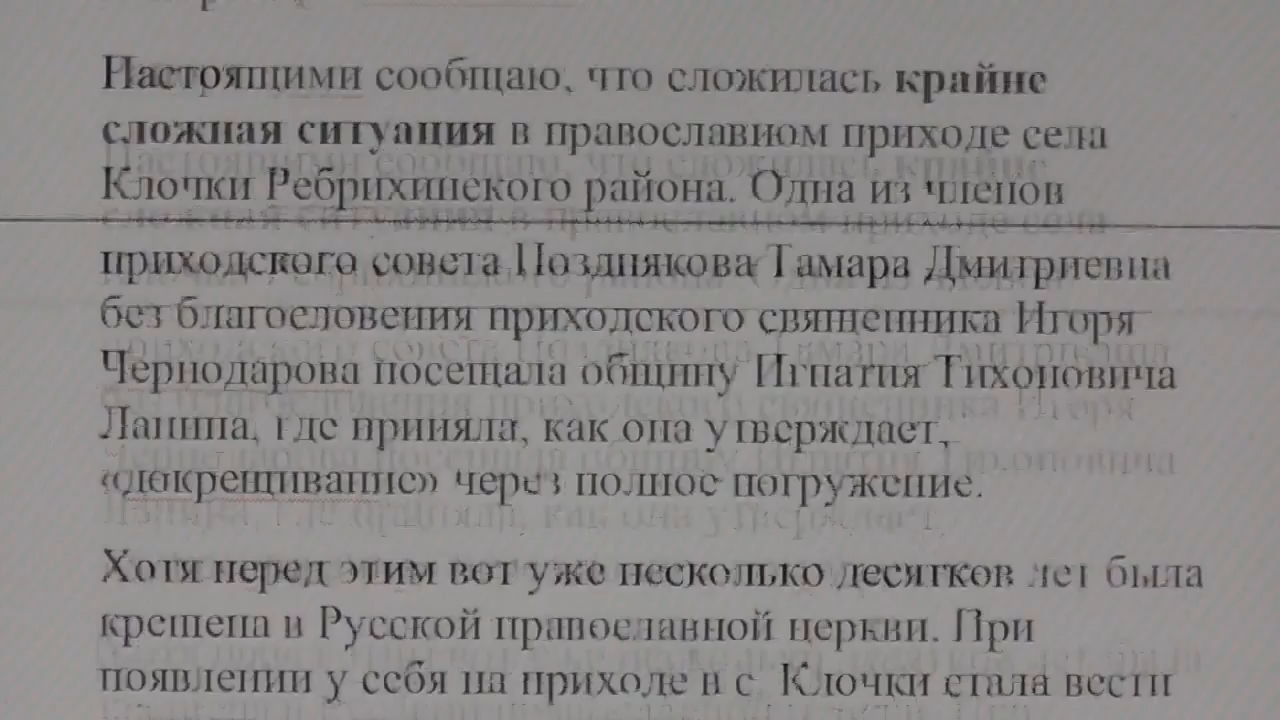 Настоящими сообщаю, что сложилась крайне
сложная ситуация в православном приходе села
Клочки Ребрихинского района. Одна из членов
приходского совета Позднякова Тамара Дмитриевна
без благословения приходского священника Игоря
Чернодарова посещала общину Игнатия Тихоновича
Лапина, где приняла, как она утверждает,
«докрещивание» через полное погружение.
Хотя перед этим вот уже несколько десятков лет была
крещена в Русской православной церкви. При
появлении у себя на приходе в с Клочки стала вести